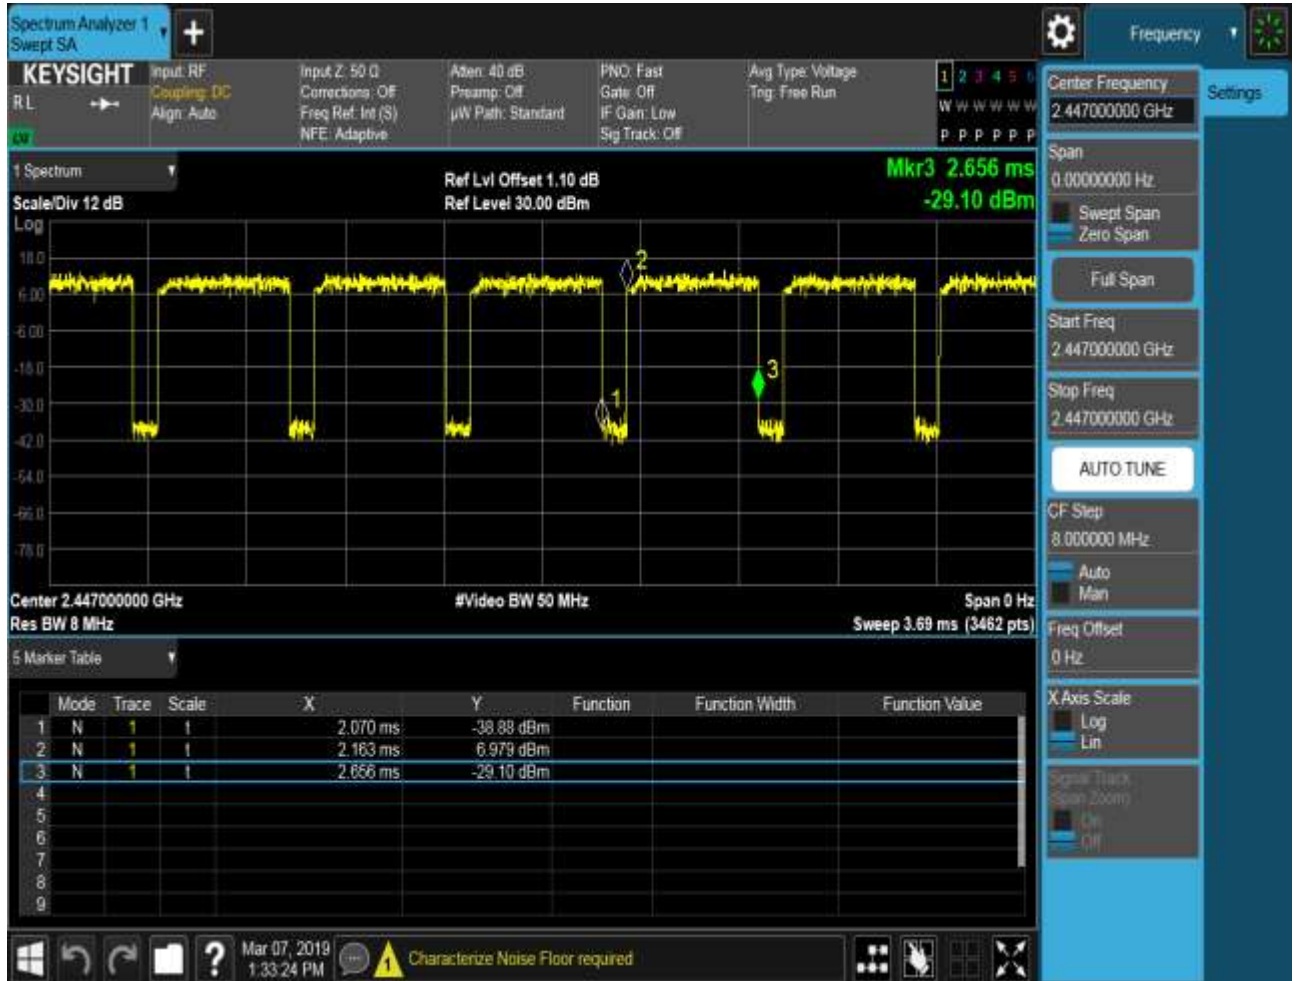 Spectrum Analyzer 1
Swept SA
Frequency
KEYSIGHT
Input: RF
Input Z: 50 Ω
Atten: 40 dB
PNO: Fast
Avg Type: Voltage
1 2 3 4 5 6
R L
Coupling: DC
Corrections: Off
Preamp: Off
Gate: Off
Trig: Free Run
W W W W W W
Align: Auto
Freq Ref: Int (S)
µW Path: Standard
IF Gain: Low
NFE: Adaptive
Sig Track: Off
P P P P P P
1 Spectrum
Ref Lvl Offset 1.10 dB
Mkr3 2.656 ms
Scale/Div 12 dB
Ref Level 30.00 dBm
-29.10 dBm
Log
18.0
6.00
-6.00
-18.0
-30.0
-42.0
-54.0
-66.0
-78.0
2
3
1
Center 2.447000000 GHz
#Video BW 50 MHz
Span 0 Hz
Res BW 8 MHz
Sweep 3.69 ms (3462 pts)
5 Marker Table
Mode Trace Scale X Y Function Function Width Function Value
1 N 1 t 2.070 ms -38.88 dBm
2 N 1 t 2.163 ms 6.979 dBm
3 N 1 t 2.656 ms -29.10 dBm
4
5
6
7
8
9
Mar 07, 2019
1:33:24 PM
?
1
Characterize Noise Floor required
Center Frequency
2.447000000 GHz
Settings
Span
0.00000000 Hz
Swept Span
Zero Span
Full Span
Start Freq
2.447000000 GHz
Stop Freq
2.447000000 GHz
AUTO TUNE
CF Step
8.000000 MHz
Auto
Man
Freq Offset
0 Hz
X Axis Scale
Log
Lin
Signal Track
(Span Zoom)
On
Off